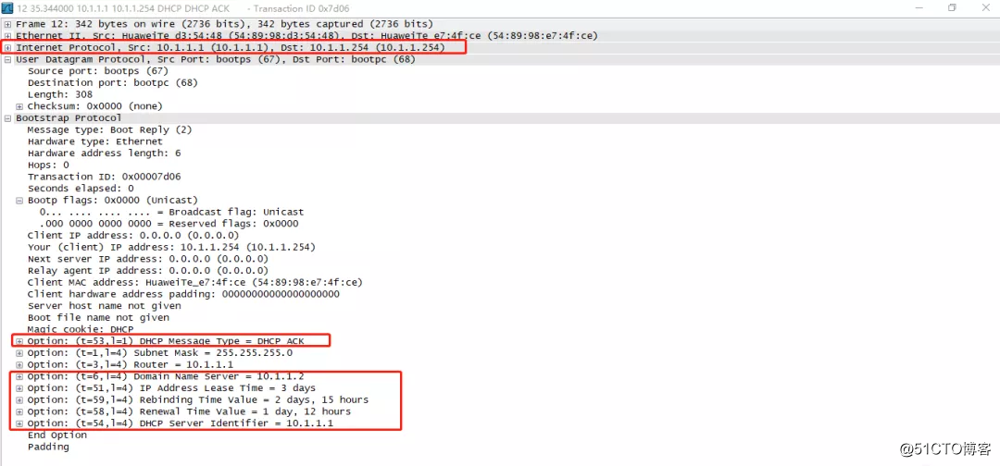 12 35.344000 10.1.1.1 10.1.1.254 DHCP DHCP ACK - Transaction ID 0x7d06
Frame 12: 342 bytes on wire (2736 bits), 342 bytes captured (2736 bits)
Ethernet II, Src: HuaweiTe_d3:54:48 (54:89:98:d3:54:48), Dst: HuaweiTe_e7:4f:ce (54:89:98:e7:4f:ce)
Internet Protocol, Src: 10.1.1.1 (10.1.1.1), Dst: 10.1.1.254 (10.1.1.254)
User Datagram Protocol, Src Port: bootps (67), Dst Port: bootpc (68)
Source port: bootps (67)
Destination port: bootpc (68)
Length: 308
Checksum: 0x0000 (none)
Bootstrap Protocol
Message type: Boot Reply (2)
Hardware type: Ethernet
Hardware address length: 6
Hops: 0
Transaction ID: 0x00007d06
Seconds elapsed: 0
Bootp flags: 0x0000 (Unicast)
0... .... .... .... = Broadcast flag: Unicast
.000 0000 0000 0000 = Reserved flags: 0x0000
Client IP address: 0.0.0.0 (0.0.0.0)
Your (client) IP address: 10.1.1.254 (10.1.1.254)
Next server IP address: 0.0.0.0 (0.0.0.0)
Relay agent IP address: 0.0.0.0 (0.0.0.0)
Client MAC address: HuaweiTe_e7:4f:ce (54:89:98:e7:4f:ce)
Client hardware address padding: 00000000000000000000
Server host name not given
Boot file name not given
Magic cookie: DHCP
Option: (t=53,l=1) DHCP Message Type = DHCP ACK
Option: (t=1,l=4) Subnet Mask = 255.255.255.0
Option: (t=3,l=4) Router = 10.1.1.1
Option: (t=6,l=4) Domain Name Server = 10.1.1.2
Option: (t=51,l=4) IP Address Lease Time = 3 days
Option: (t=59,l=4) Rebinding Time Value = 2 days, 15 hours
Option: (t=58,l=4) Renewal Time Value = 1 day, 12 hours
Option: (t=54,l=4) DHCP Server Identifier = 10.1.1.1
End Option
Padding
@51CTO博客